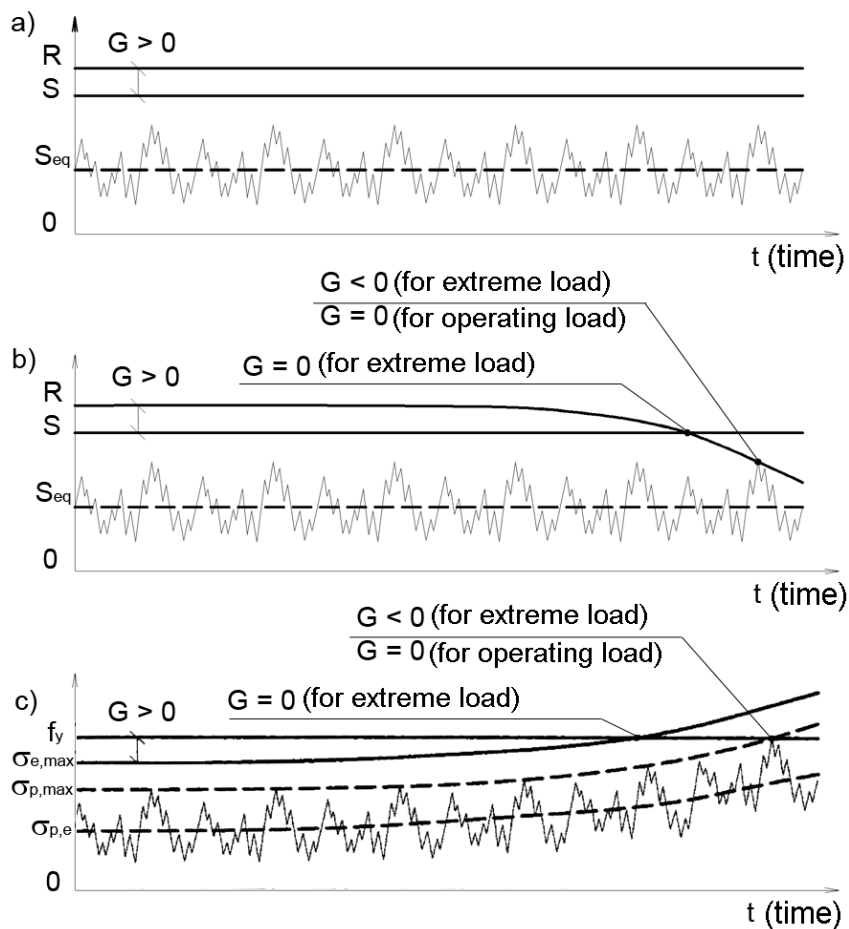 a)
G > 0
R
S
Seq
0
t (time)
G < 0 (for extreme load)
G = 0 (for operating load)
b)
G > 0
G = 0 (for extreme load)
R
S
Seq
0
t (time)
G < 0 (for extreme load)
G = 0 (for operating load)
c)
G > 0
G = 0 (for extreme load)
fy
σe,max
σp,max
σp,e
0
t (time)